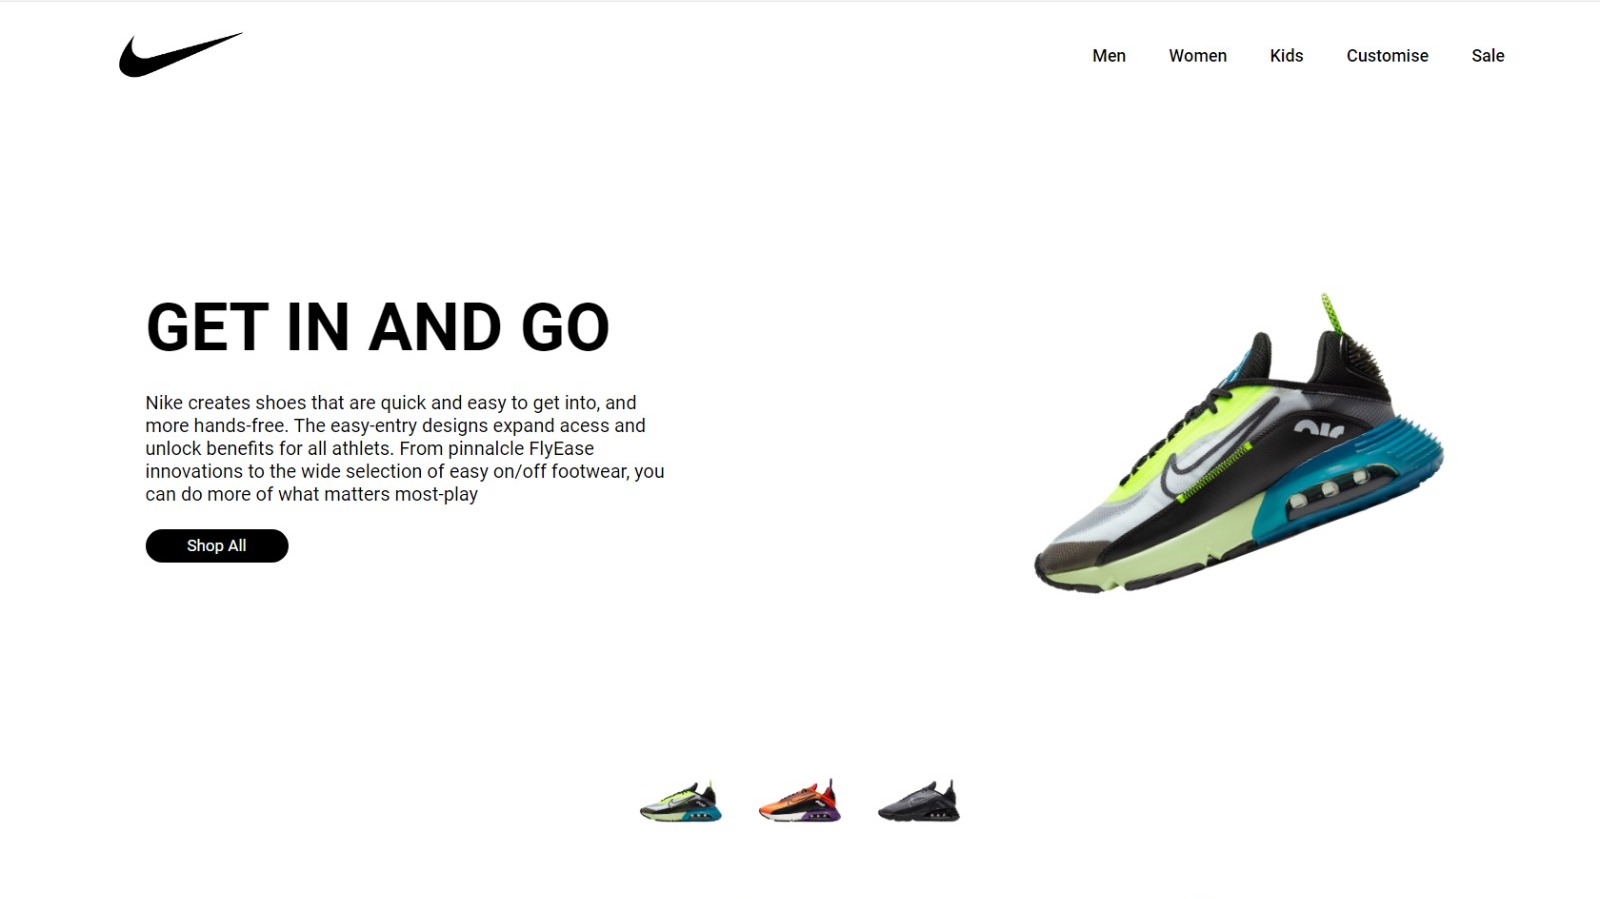 Men Women Kids Customise Sale
GET IN AND GO
Nike creates shoes that are quick and easy to get into, and
more hands-free. The easy-entry designs expand acess and
unlock benefits for all athlets. From pinnalcle FlyEase
innovations to the wide selection of easy on/off footwear, you
can do more of what matters most-play
Shop All
air